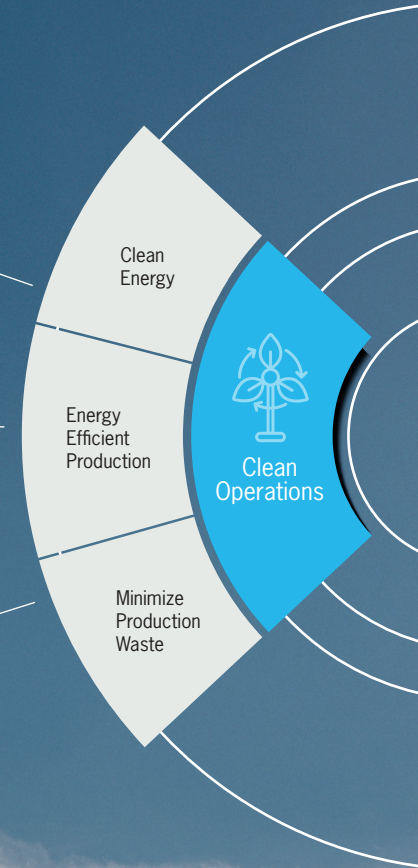 Clean
Energy
Energy
Efficient
Production
Clean
Operations
Minimize
Production
Waste